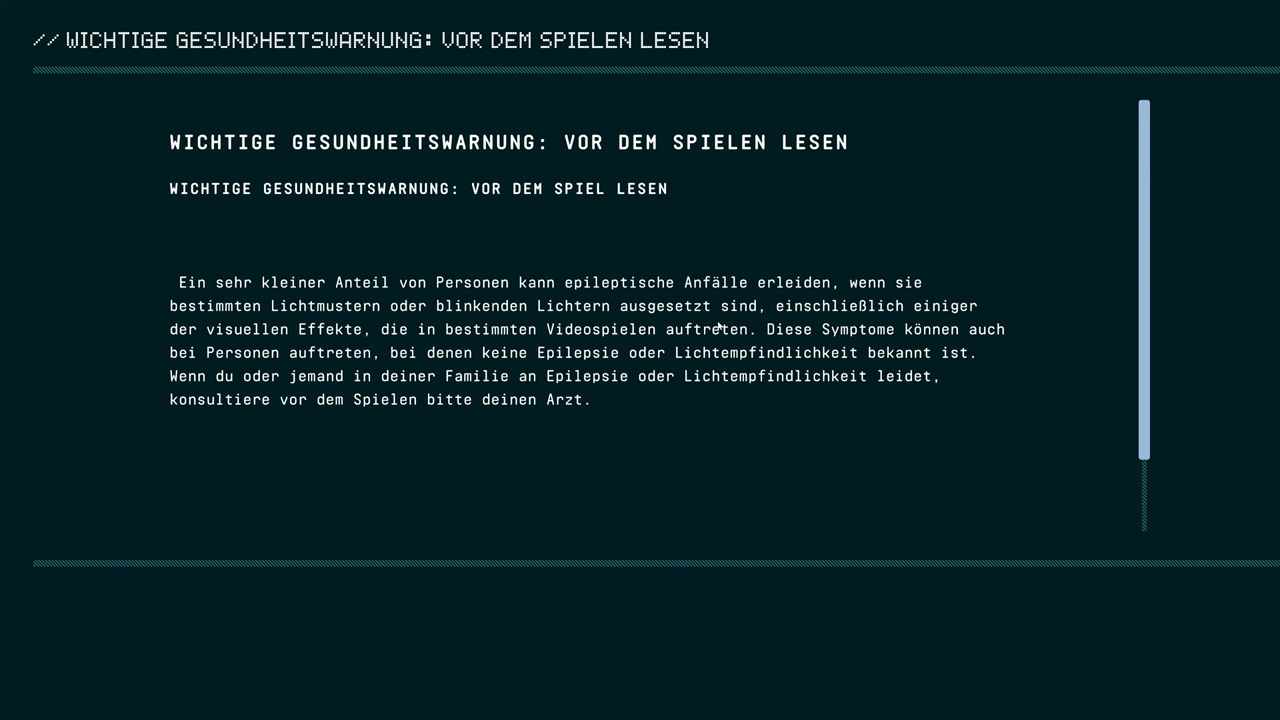 // WICHTIGE GESUNDHEITSWARNUNG: VOR DEM SPIELEN LESEN
WICHTIGE GESUNDHEITSWARNUNG: VOR DEM SPIELEN LESEN
WICHTIGE GESUNDHEITSWARNUNG: VOR DEM SPIEL LESEN
Ein sehr kleiner Anteil von Personen kann epileptische Anfälle erleiden, wenn sie
bestimmten Lichtmustern oder blinkenden Lichtern ausgesetzt sind, einschließlich einiger
der visuellen Effekte, die in bestimmten Videospielen auftreten. Diese Symptome können auch
bei Personen auftreten, bei denen keine Epilepsie oder Lichtempfindlichkeit bekannt ist.
Wenn du oder jemand in deiner Familie an Epilepsie oder Lichtempfindlichkeit leidet,
konsultiere vor dem Spielen bitte deinen Arzt.